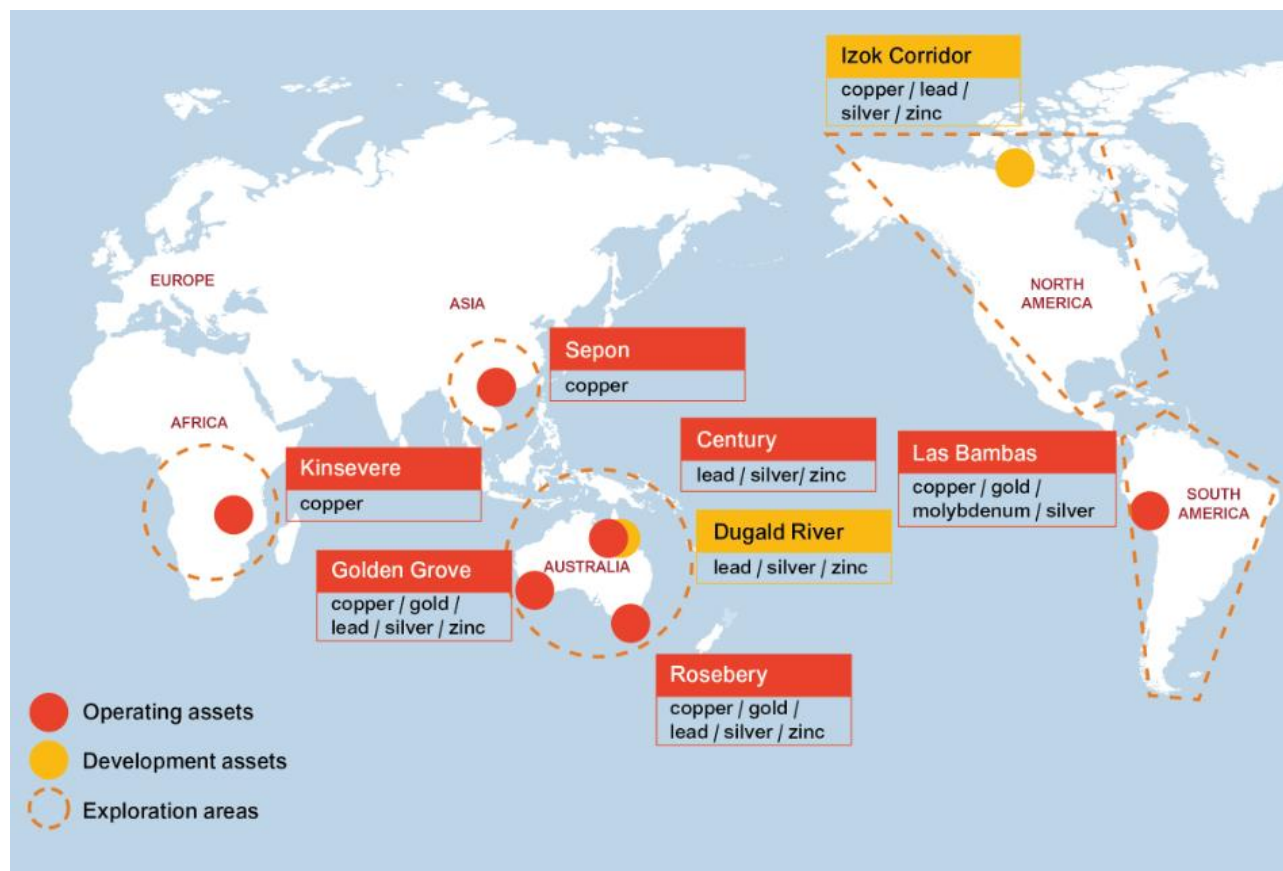 Izok Corridor
copper / lead /
silver / zinc
EUROPE
ASIA
NORTH
AMERICA
Sepon
copper
AFRICA
Kinsevere
copper
Century
lead / silver/ zinc
Las Bambas
copper / gold /
molybdenum / silver
SOUTH
AMERICA
Dugald River
lead / silver / zinc
AUSTRALIA
Golden Grove
copper / gold /
lead / silver / zinc
Rosebery
copper / gold /
lead / silver / zinc
Operating assets
Development assets
Exploration areas